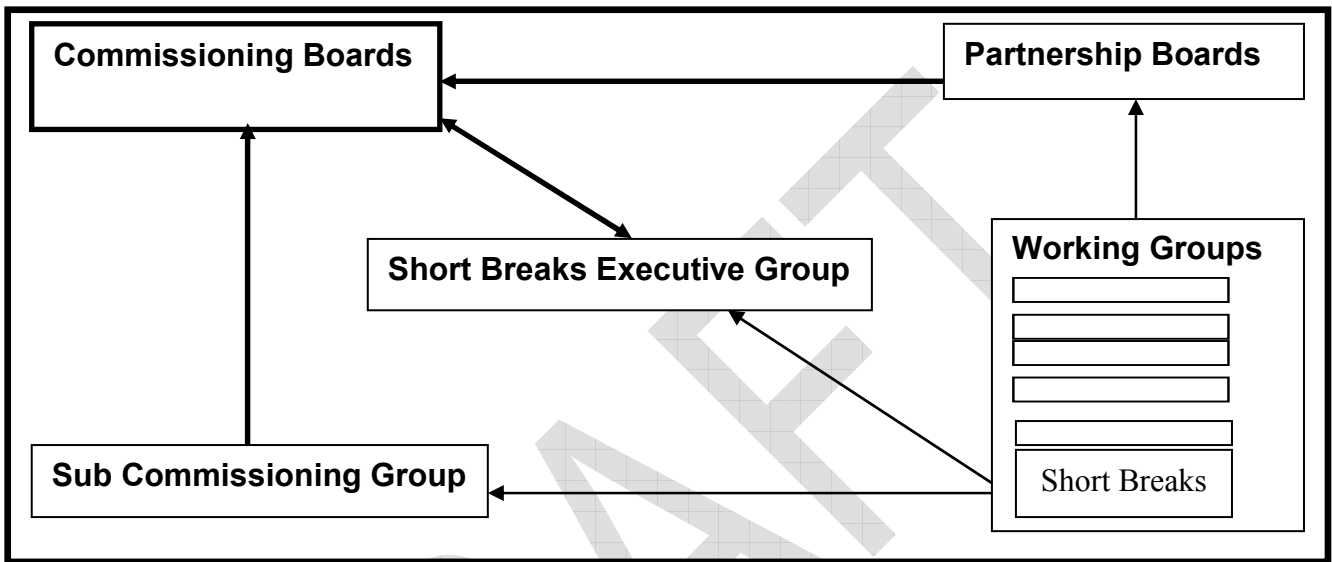 Commissioning Boards
Partnership Boards
Short Breaks Executive Group
Working Groups
Sub Commissioning Group
Short Breaks
DRAFT